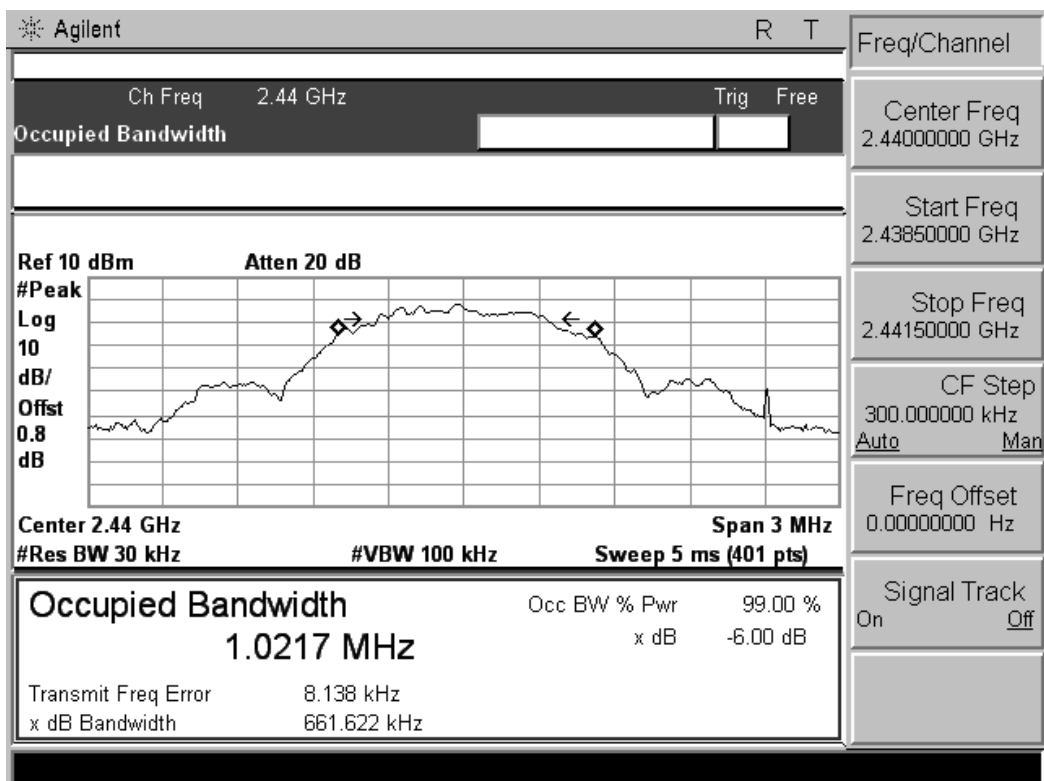 Agilent R T
Freq/Channel
Ch Freq 2.44 GHz Trig Free
Occupied Bandwidth
Center Freq
2.44000000 GHz
Start Freq
2.43850000 GHz
Stop Freq
2.44150000 GHz
CF Step
300.000000 kHz
Auto Man
Freq Offset
0.00000000 Hz
Signal Track
On Off
Ref 10 dBm Atten 20 dB
#Peak
Log
10
dB/
Offst
0.8
dB
Center 2.44 GHz Span 3 MHz
#Res BW 30 kHz #VBW 100 kHz Sweep 5 ms (401 pts)
Occupied Bandwidth Occ BW % Pwr 99.00 %
1.0217 MHz x dB -6.00 dB
Transmit Freq Error 8.138 kHz
x dB Bandwidth 661.622 kHz